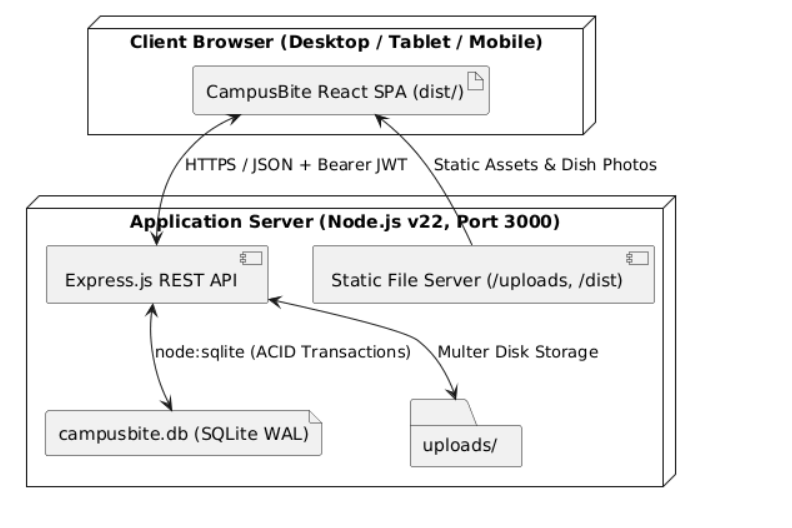 Client Browser (Desktop / Tablet / Mobile)
CampusBite React SPA (dist/)
HTTPS / JSON + Bearer JWT
Static Assets & Dish Photos
Application Server (Node.js v22, Port 3000)
Express.js REST API
Static File Server (/uploads, /dist)
node:sqlite (ACID Transactions)
Multer Disk Storage
campusbite.db (SQLite WAL)
uploads/